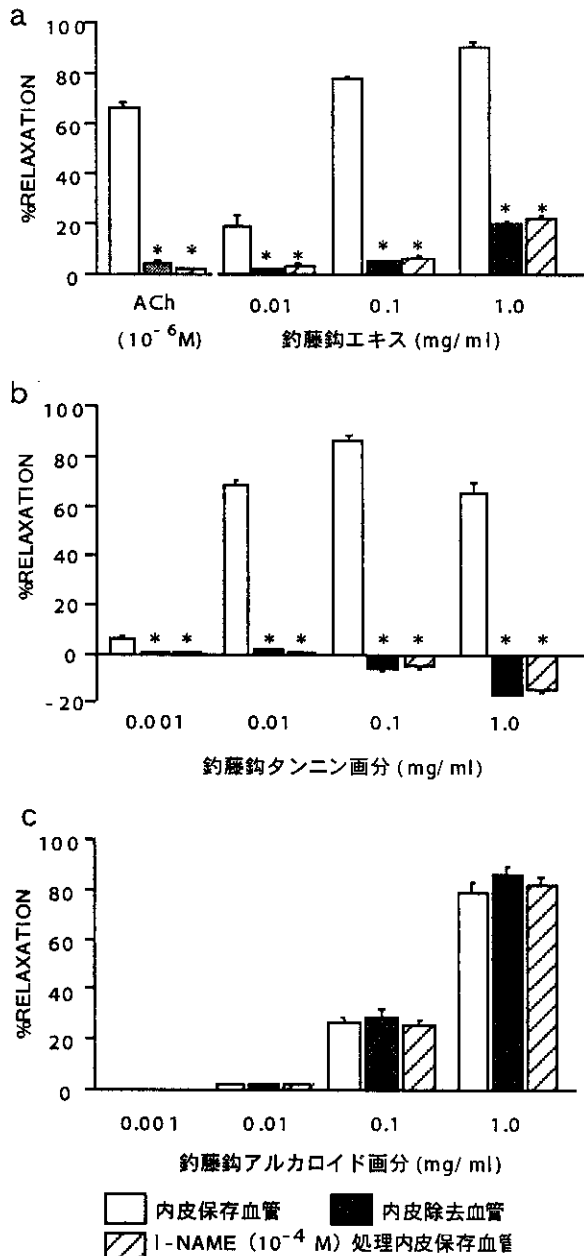 a
100
80
60
40
20
0
%RELAXATION
* * * * * * * *
ACh
(10⁻⁶M)
0.01 0.1 1.0
釣藤鈎エキス (mg/ml)
b
100
80
60
40
20
0
-20
%RELAXATION
* * * * * * * *
0.001 0.01 0.1 1.0
釣藤鈎タンニン画分 (mg/ml)
c
100
80
60
40
20
0
%RELAXATION
0.001 0.01 0.1 1.0
釣藤鈎アルカロイド画分 (mg/ml)
内皮保存血管 内皮除去血管
l-NAME (10⁻⁴ M) 処理内皮保存血管